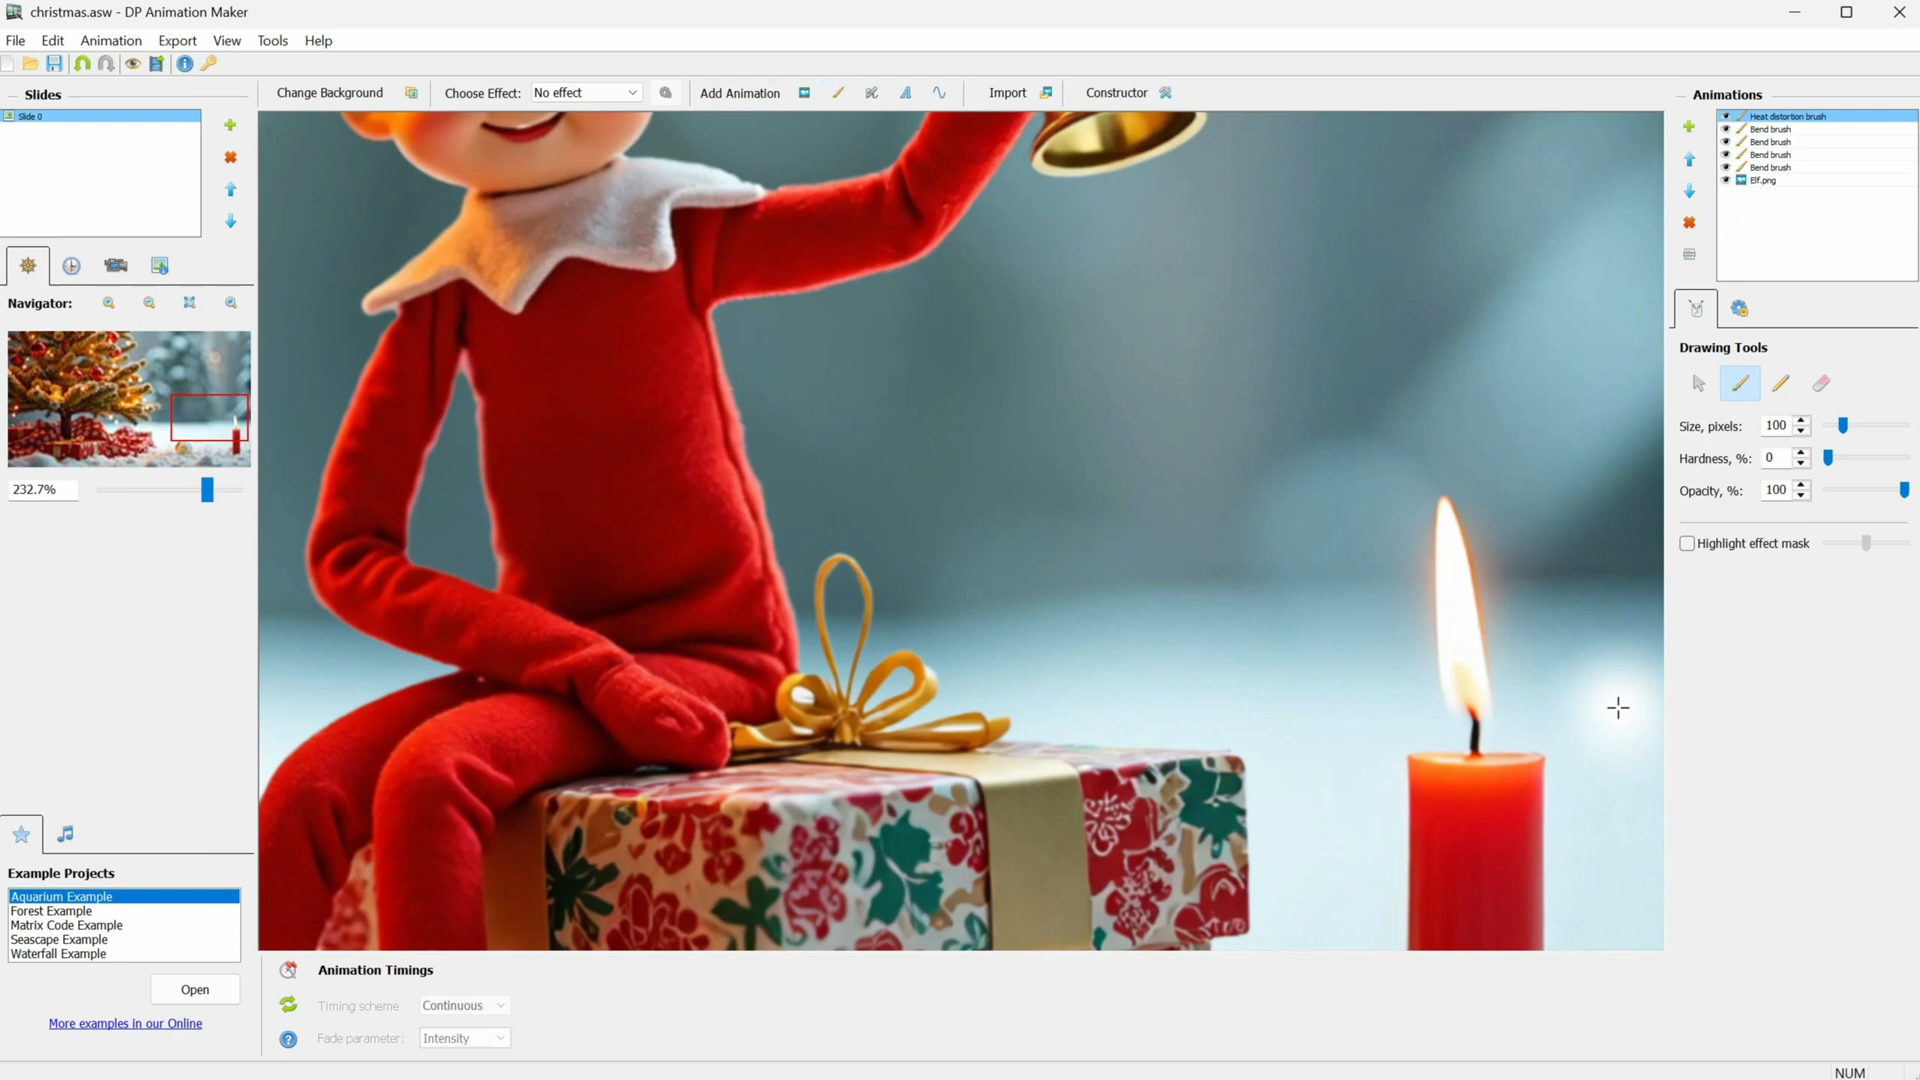 christmas.asw - DP Animation Maker
File Edit Animation Export View Tools Help
Slides
Slide 0
Change Background
Choose Effect: No effect
Add Animation
Import
Constructor
Animations
Heat distortion brush
Bend brush
Bend brush
Bend brush
Bend brush
Elf.png
Navigator:
232.7%
Drawing Tools
Size, pixels: 100
Hardness, %: 0
Opacity, %: 100
Highlight effect mask
Example Projects
Aquarium Example
Forest Example
Matrix Code Example
Seascape Example
Waterfall Example
Open
More examples in our Online
Animation Timings
Timing scheme Continuous
Fade parameter: Intensity
NUM